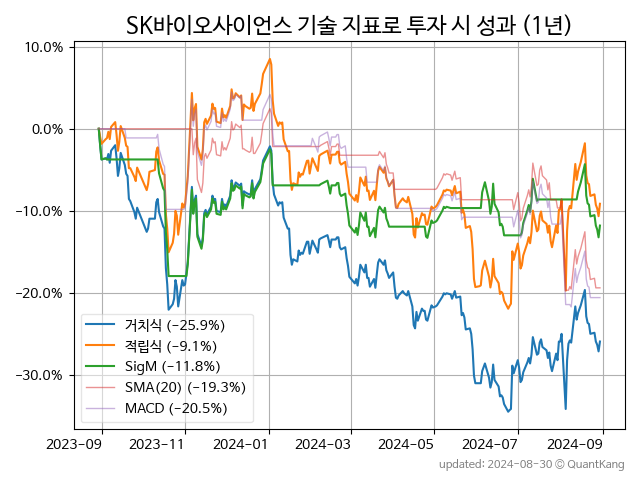 SK바이오사이언스 기술 지표로 투자 시 성과 (1년)
10.0%
0.0%
−10.0%
−20.0%
−30.0%
거치식 (−25.9%)
적립식 (−9.1%)
SigM (−11.8%)
SMA(20) (−19.3%)
MACD (−20.5%)
2023-09 2023-11 2024-01 2024-03 2024-05 2024-07 2024-09
updated: 2024-08-30 © QuantKang